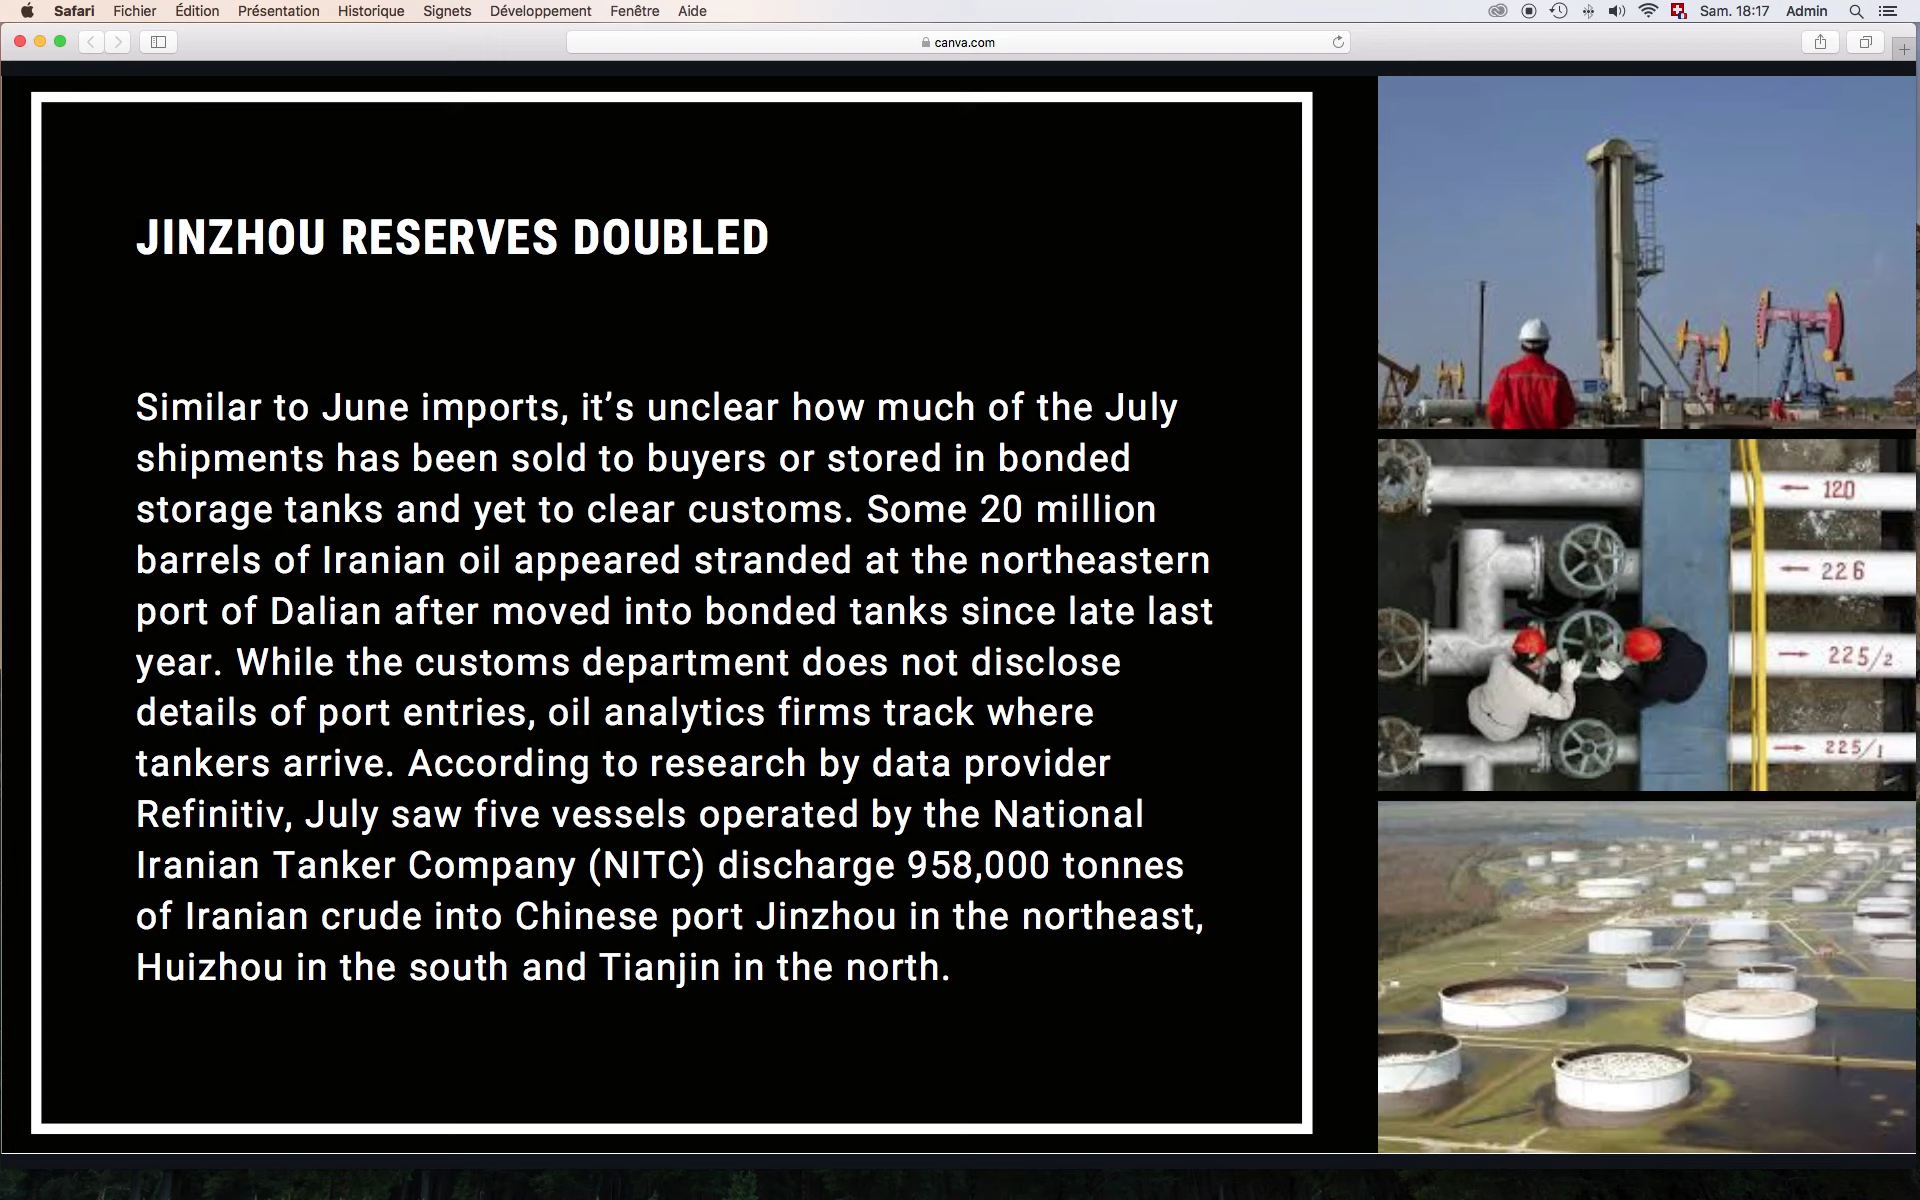 Safari Fichier Édition Présentation Historique Signets Développement Fenêtre Aide Sam. 18:17 Admin
canva.com
JINZHOU RESERVES DOUBLED
Similar to June imports, it’s unclear how much of the July
shipments has been sold to buyers or stored in bonded
storage tanks and yet to clear customs. Some 20 million
barrels of Iranian oil appeared stranded at the northeastern
port of Dalian after moved into bonded tanks since late last
year. While the customs department does not disclose
details of port entries, oil analytics firms track where
tankers arrive. According to research by data provider
Refinitiv, July saw five vessels operated by the National
Iranian Tanker Company (NITC) discharge 958,000 tonnes
of Iranian crude into Chinese port Jinzhou in the northeast,
Huizhou in the south and Tianjin in the north.
120
226
225/2
225/1